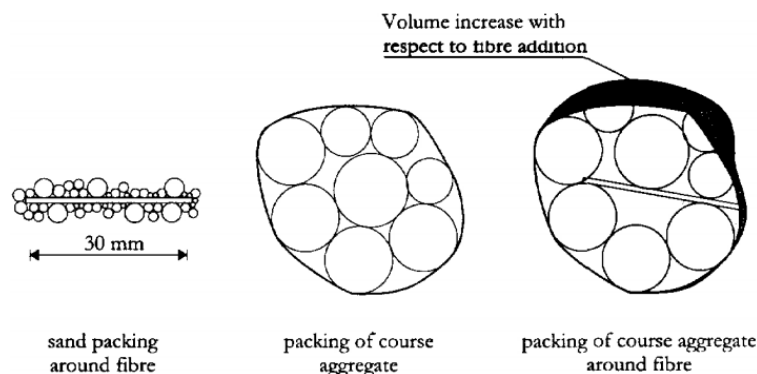 Volume increase with
respect to fibre addition
30 mm
sand packing
around fibre
packing of course
aggregate
packing of course aggregate
around fibre